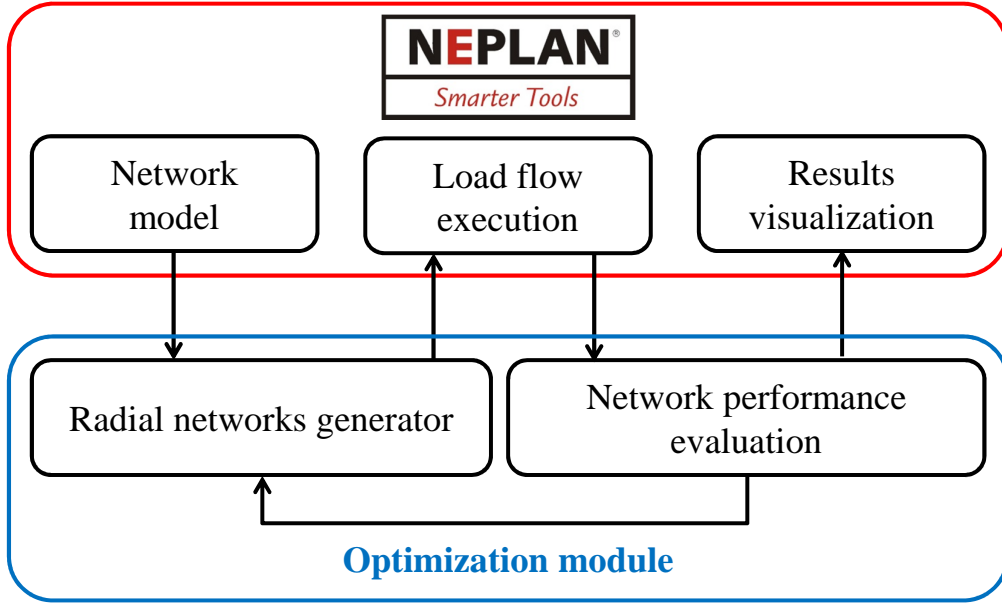 NEPLAN®
Smarter Tools
Network
model
Load flow
execution
Results
visualization
Radial networks generator
Network performance
evaluation
Optimization module